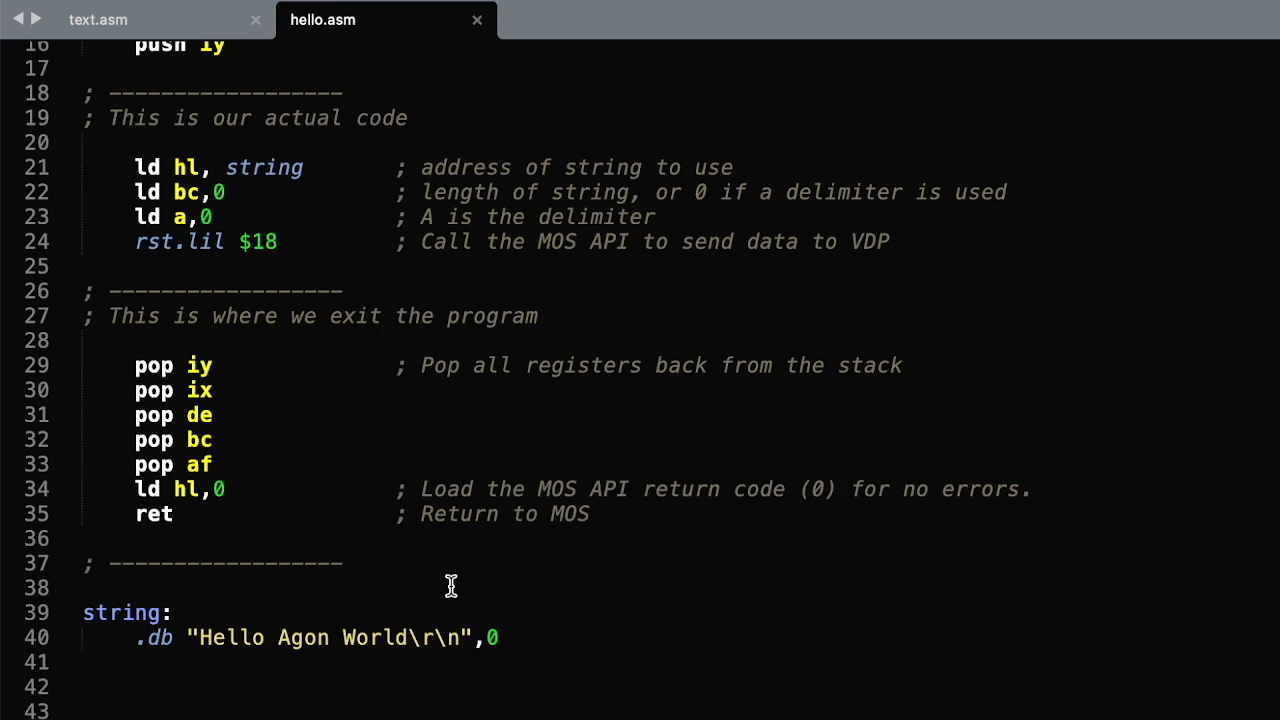 text.asm × hello.asm ×
16 push iy
17
18 ; ------------------
19 ; This is our actual code
20
21 ld hl, string ; address of string to use
22 ld bc,0 ; length of string, or 0 if a delimiter is used
23 ld a,0 ; A is the delimiter
24 rst.lil $18 ; Call the MOS API to send data to VDP
25
26 ; ------------------
27 ; This is where we exit the program
28
29 pop iy ; Pop all registers back from the stack
30 pop ix
31 pop de
32 pop bc
33 pop af
34 ld hl,0 ; Load the MOS API return code (0) for no errors.
35 ret ; Return to MOS
36
37 ; ------------------
38
39 string:
40 .db "Hello Agon World\r\n",0
41
42
43